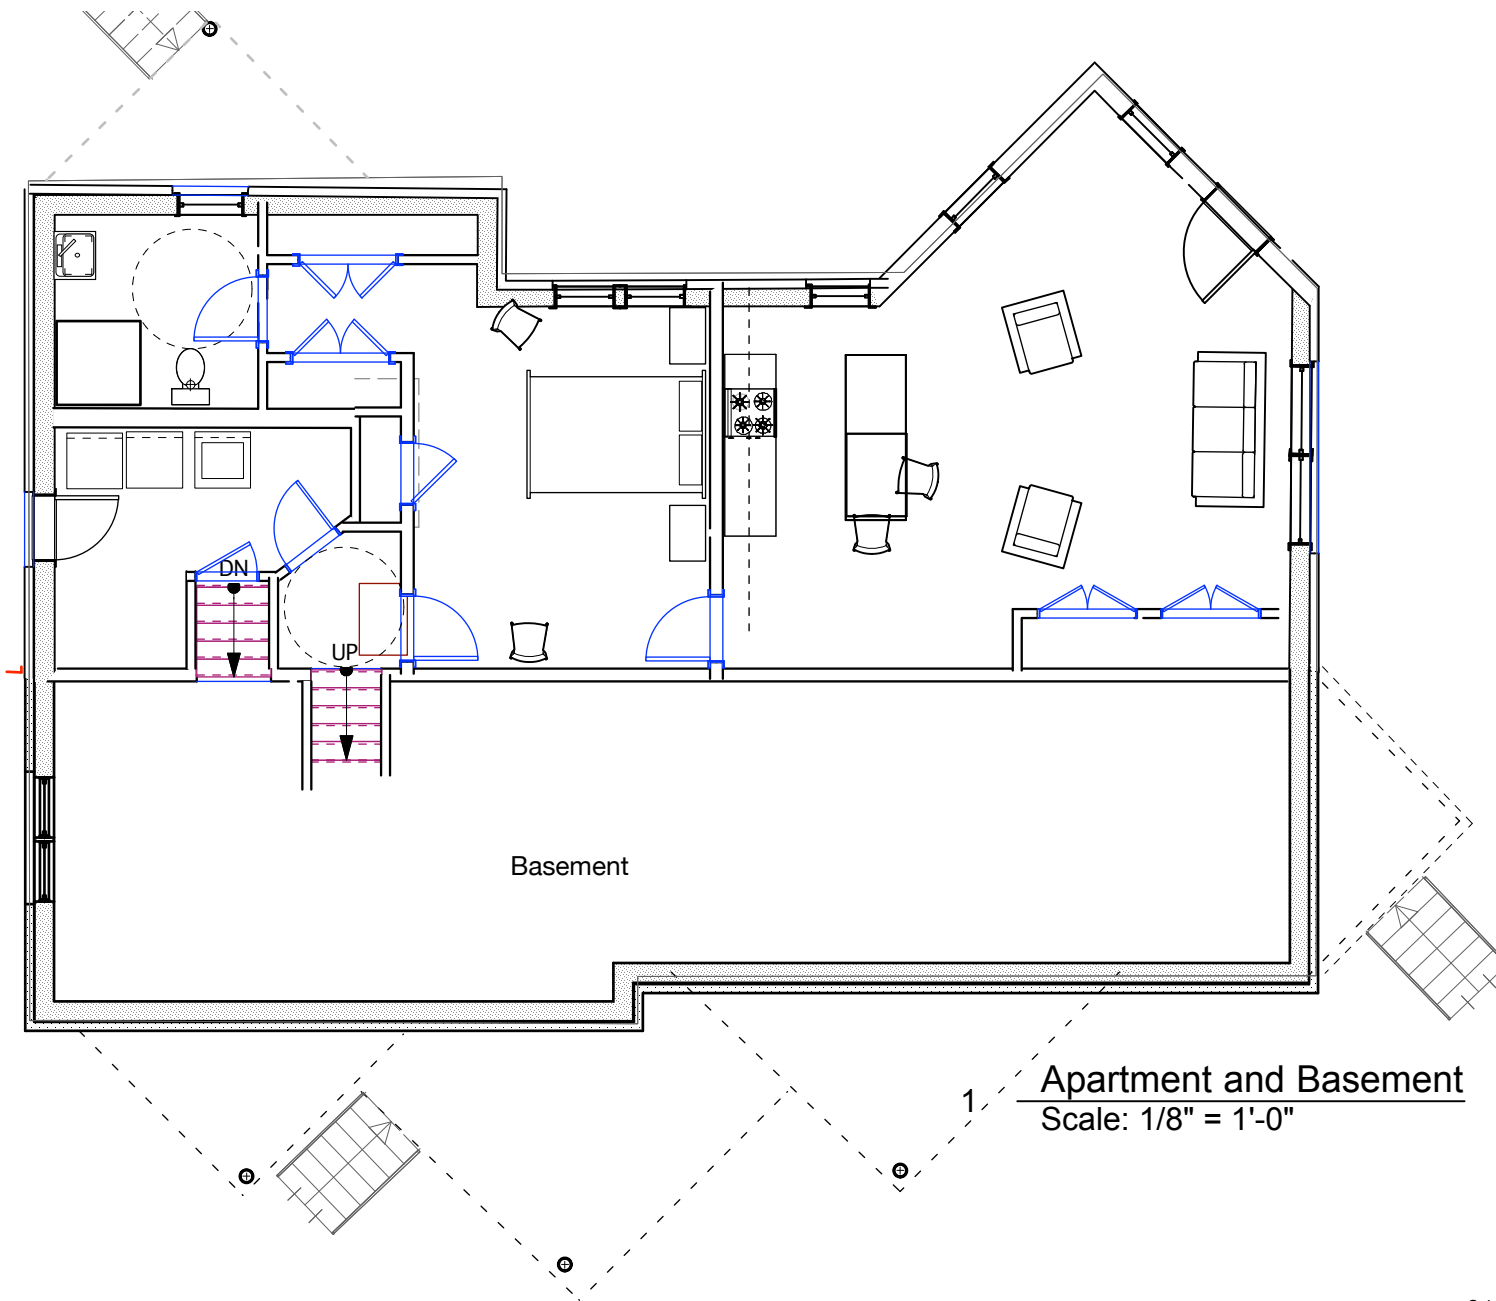 DN
UP
Basement
1
Apartment and Basement
Scale: 1/8" = 1'-0"